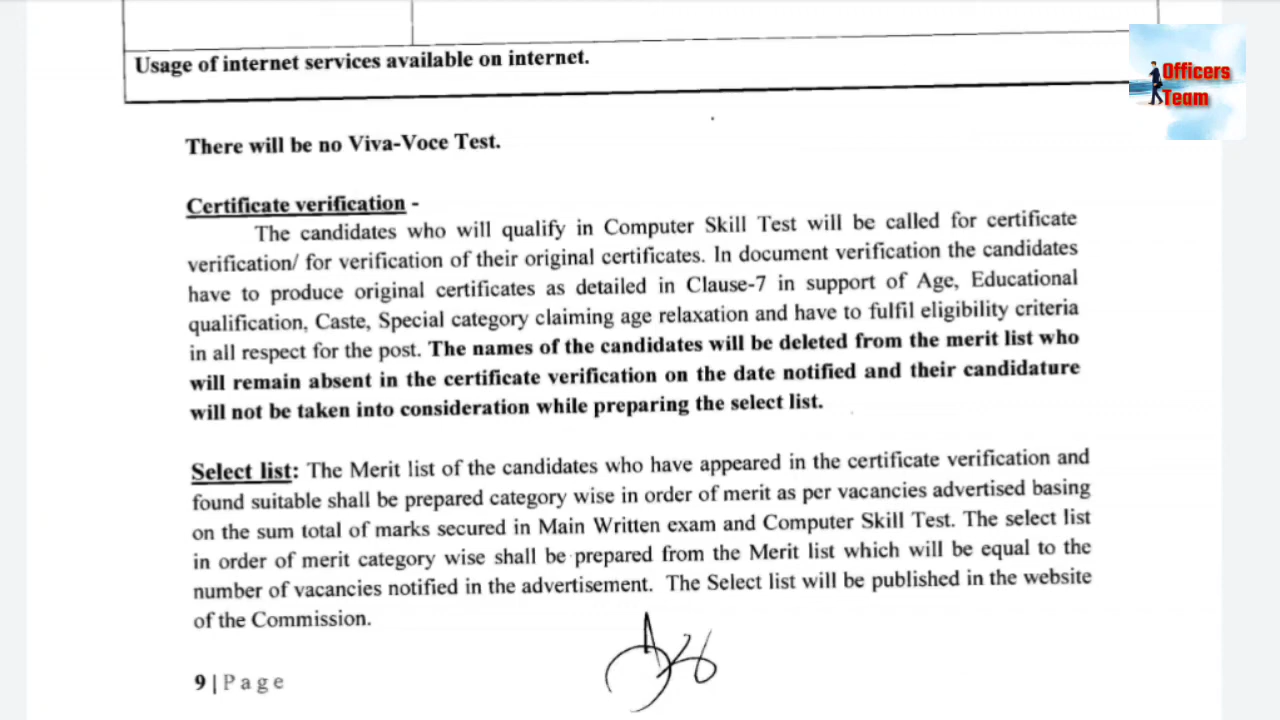 Usage of internet services available on internet.
Officers
Team
There will be no Viva-Voce Test.
Certificate verification -
The candidates who will qualify in Computer Skill Test will be called for certificate
verification/ for verification of their original certificates. In document verification the candidates
have to produce original certificates as detailed in Clause-7 in support of Age, Educational
qualification, Caste, Special category claiming age relaxation and have to fulfil eligibility criteria
in all respect for the post. The names of the candidates will be deleted from the merit list who
will remain absent in the certificate verification on the date notified and their candidature
will not be taken into consideration while preparing the select list.
Select list: The Merit list of the candidates who have appeared in the certificate verification and
found suitable shall be prepared category wise in order of merit as per vacancies advertised basing
on the sum total of marks secured in Main Written exam and Computer Skill Test. The select list
in order of merit category wise shall be prepared from the Merit list which will be equal to the
number of vacancies notified in the advertisement. The Select list will be published in the website
of the Commission.
9 | Page